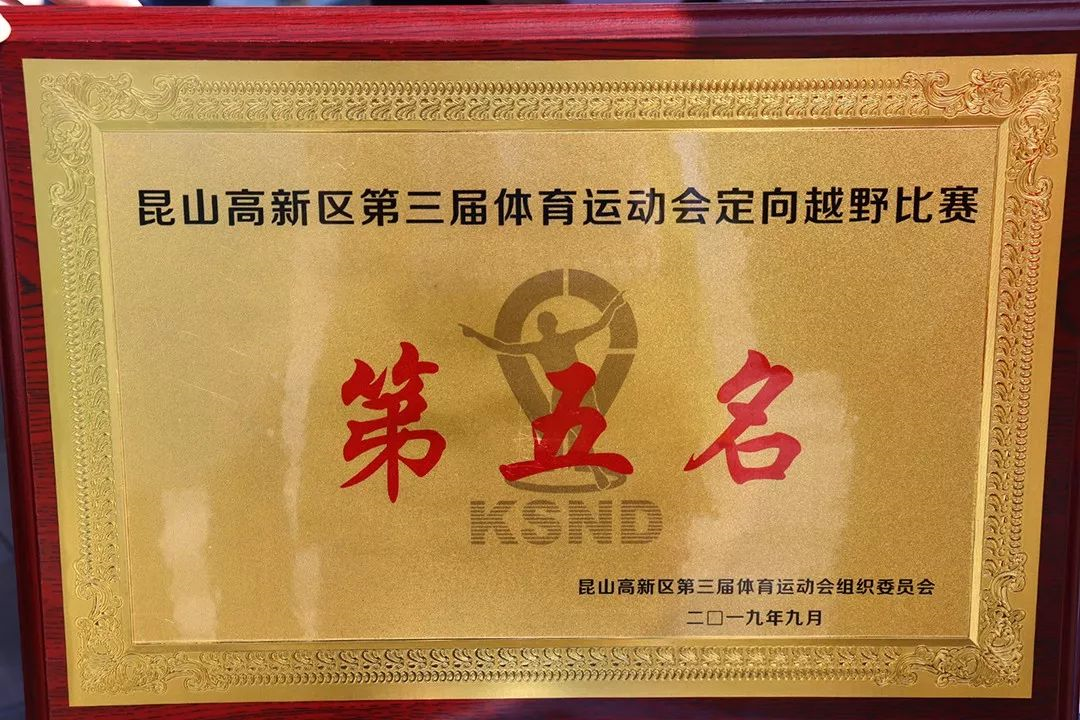 昆山高新区第三届体育运动会定向越野比赛
第五名
KSND
昆山高新区第三届体育运动会组织委员会
二〇一九年九月